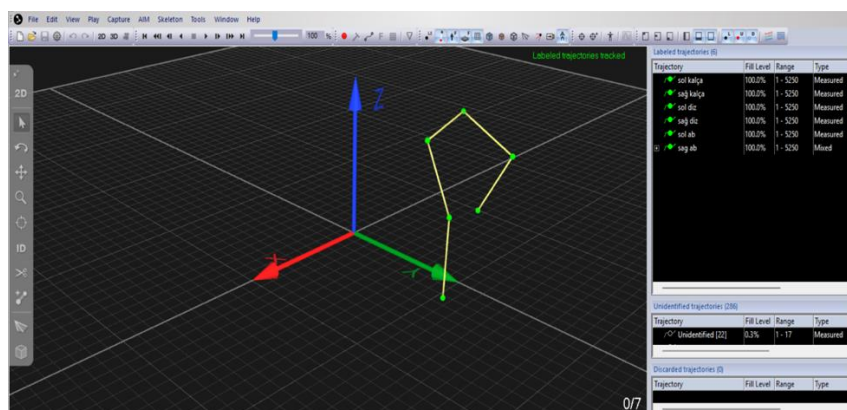 File Edit View Play Capture AIM Skeleton Tools Window Help
2D 3D 100 %
Labeled trajectories tracked
2D
ID
Z
X
Y
0/7
Labeled trajectories (6)
Trajectory Fill Level Range Type
sol kalça 100.0% 1 - 5250 Measured
sağ kalça 100.0% 1 - 5250 Measured
sol diz 100.0% 1 - 5250 Measured
sağ diz 100.0% 1 - 5250 Measured
sol ab 100.0% 1 - 5250 Measured
sag ab 100.0% 1 - 5250 Mixed
Unidentified trajectories (286)
Trajectory Fill Level Range Type
Unidentified [22] 0.3% 1 - 17 Measured
Discarded trajectories (0)
Trajectory Fill Level Range Type